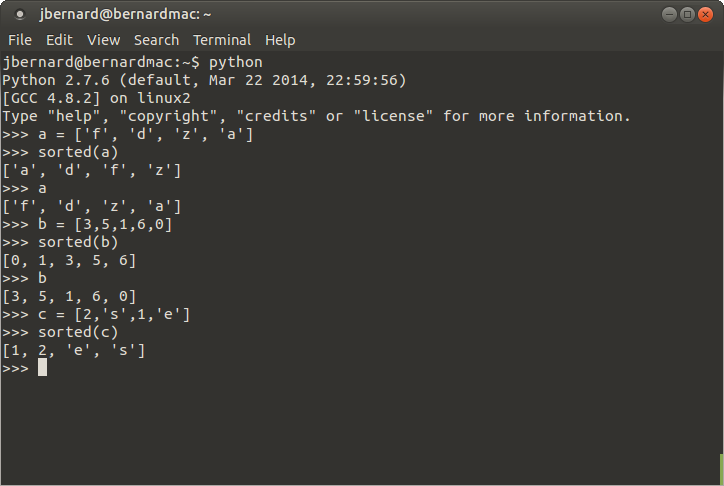 jbernard@bernardmac: ~
File Edit View Search Terminal Help
jbernard@bernardmac:~$ python
Python 2.7.6 (default, Mar 22 2014, 22:59:56)
[GCC 4.8.2] on linux2
Type "help", "copyright", "credits" or "license" for more information.
>>> a = ['f', 'd', 'z', 'a']
>>> sorted(a)
['a', 'd', 'f', 'z']
>>> a
['f', 'd', 'z', 'a']
>>> b = [3,5,1,6,0]
>>> sorted(b)
[0, 1, 3, 5, 6]
>>> b
[3, 5, 1, 6, 0]
>>> c = [2,'s',1,'e']
>>> sorted(c)
[1, 2, 'e', 's']
>>>